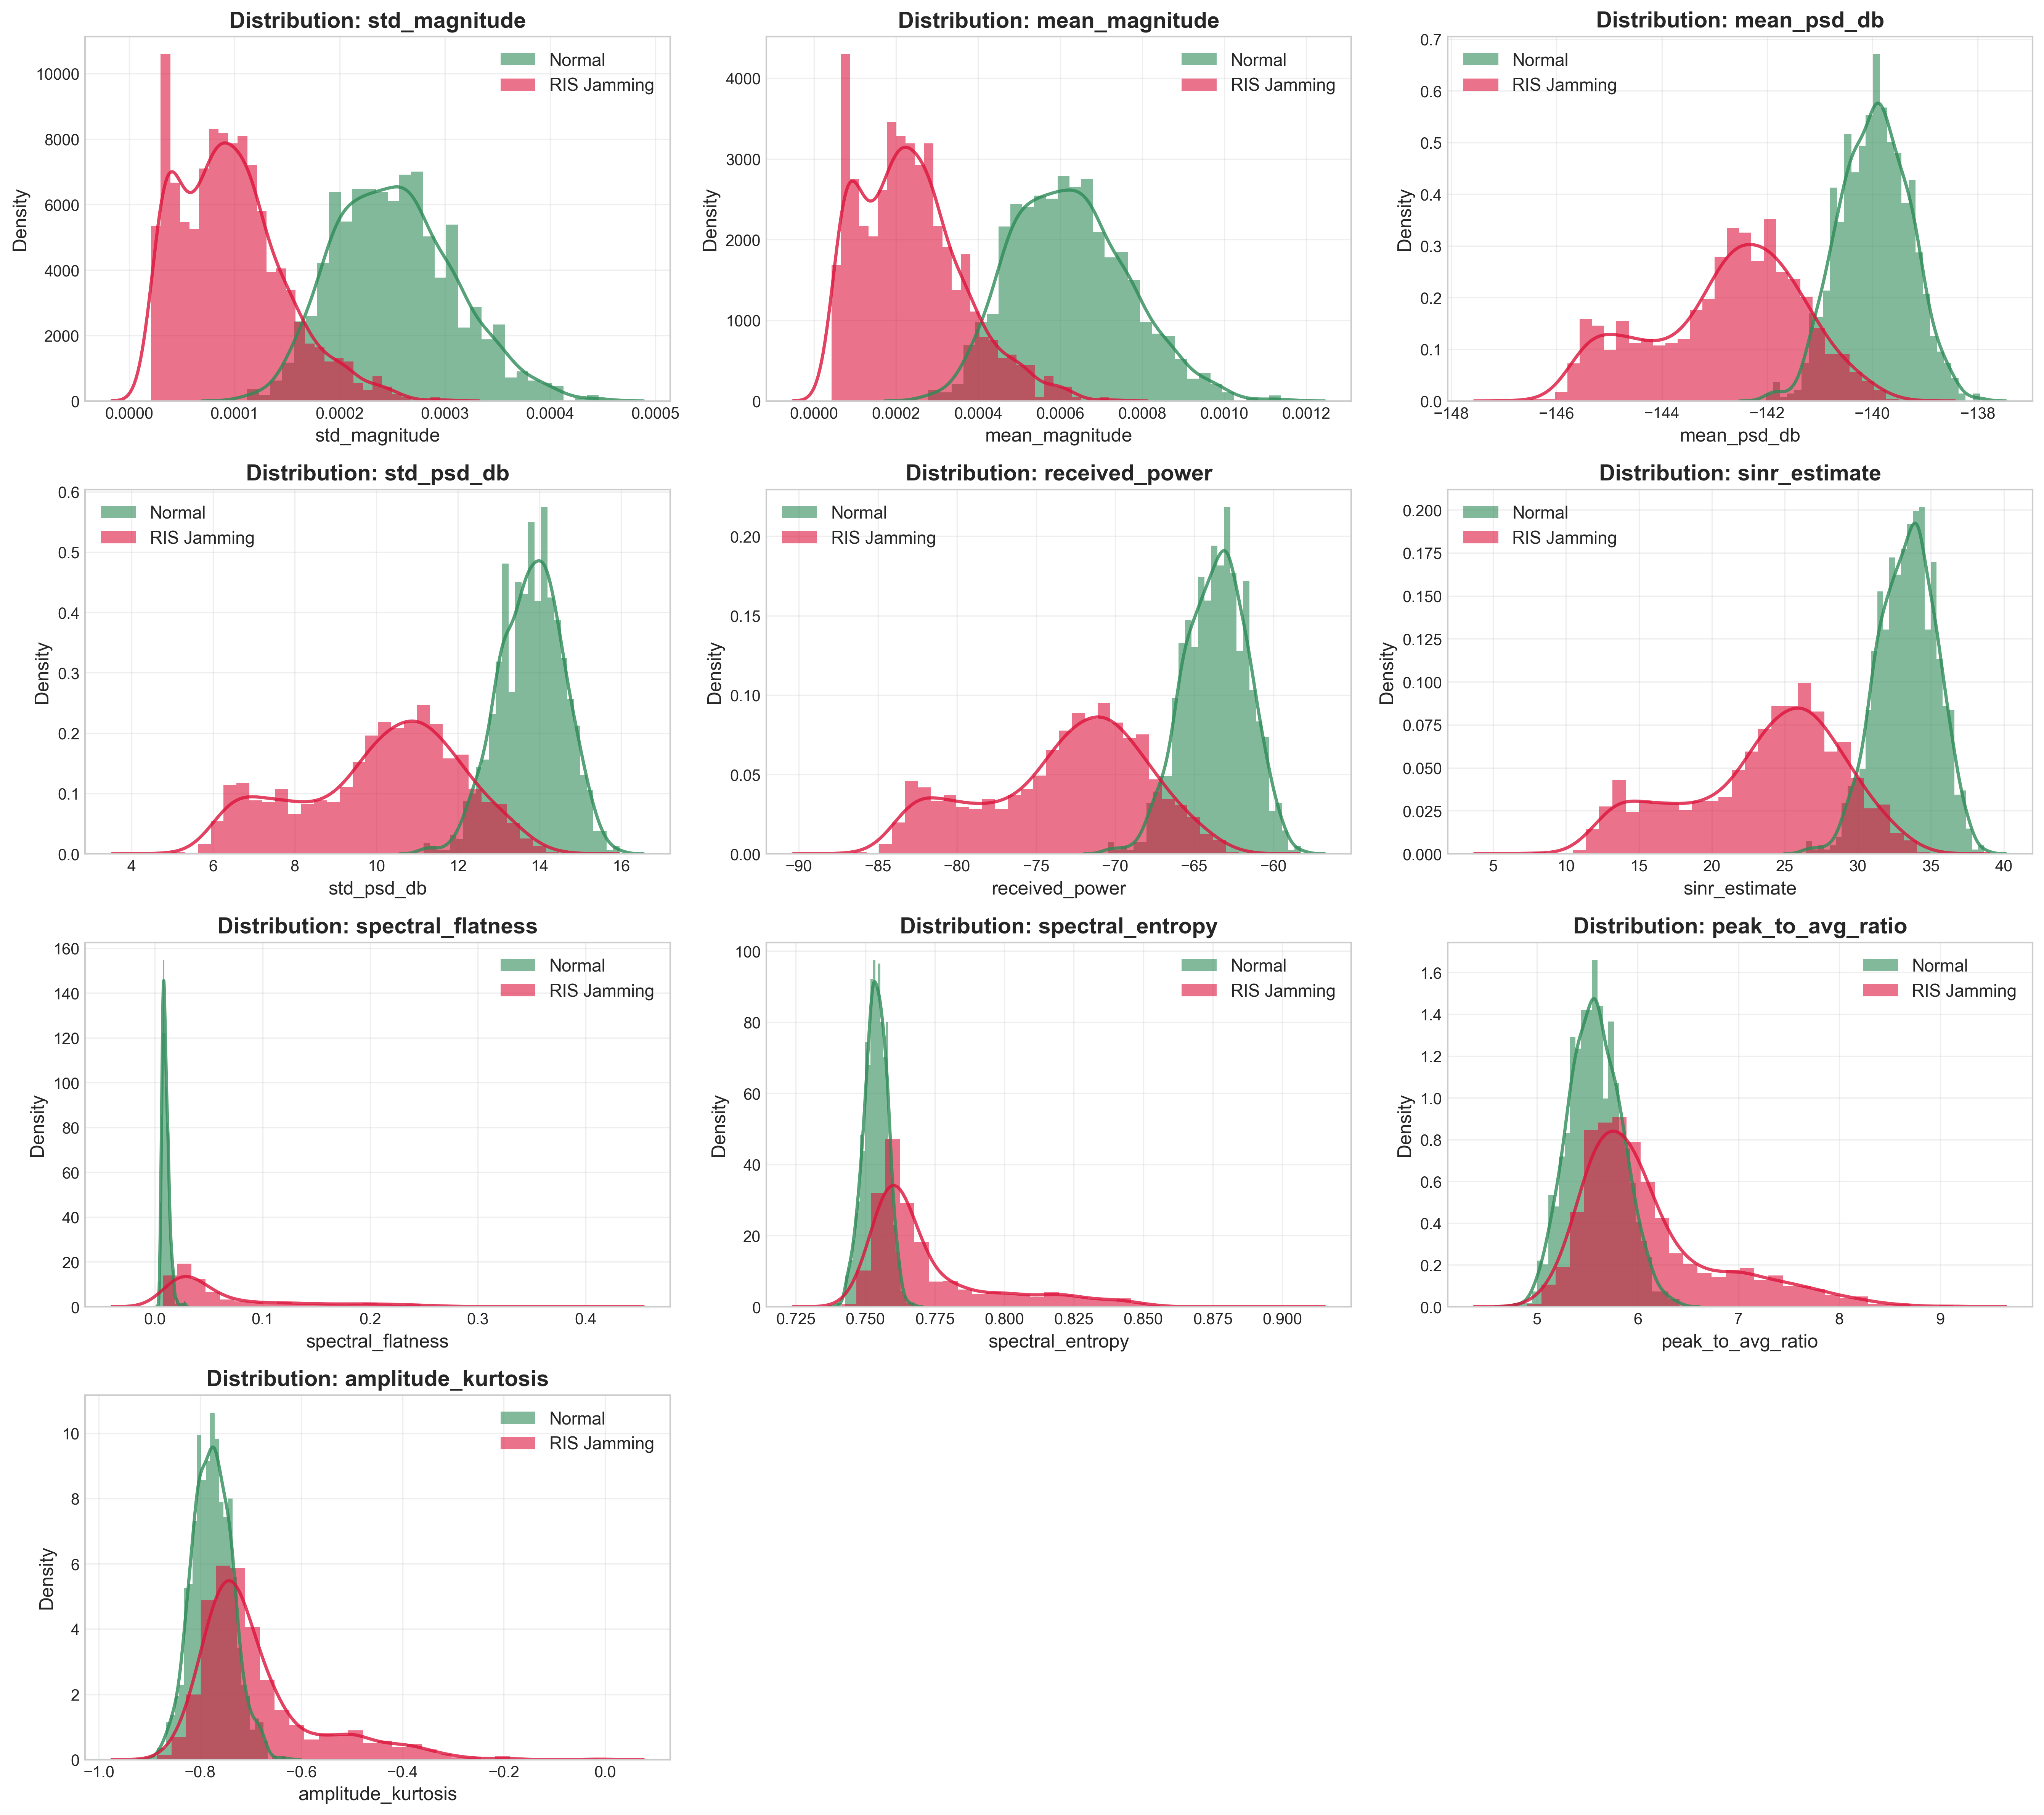 Distribution: std_magnitude
Density
10000
8000
6000
4000
2000
0
Normal
RIS Jamming
0.0000 0.0001 0.0002 0.0003 0.0004 0.0005
std_magnitude
Distribution: mean_magnitude
Density
4000
3000
2000
1000
0
Normal
RIS Jamming
0.0000 0.0002 0.0004 0.0006 0.0008 0.0010 0.0012
mean_magnitude
Distribution: mean_psd_db
Density
0.7
0.6
0.5
0.4
0.3
0.2
0.1
0.0
Normal
RIS Jamming
−148 −146 −144 −142 −140 −138
mean_psd_db
Distribution: std_psd_db
Density
0.6
0.5
0.4
0.3
0.2
0.1
0.0
Normal
RIS Jamming
4 6 8 10 12 14 16
std_psd_db
Distribution: received_power
Density
0.20
0.15
0.10
0.05
0.00
Normal
RIS Jamming
−90 −85 −80 −75 −70 −65 −60
received_power
Distribution: sinr_estimate
Density
0.200
0.175
0.150
0.125
0.100
0.075
0.050
0.025
0.000
Normal
RIS Jamming
5 10 15 20 25 30 35 40
sinr_estimate
Distribution: spectral_flatness
Density
160
140
120
100
80
60
40
20
0
Normal
RIS Jamming
0.0 0.1 0.2 0.3 0.4
spectral_flatness
Distribution: spectral_entropy
Density
100
80
60
40
20
0
Normal
RIS Jamming
0.725 0.750 0.775 0.800 0.825 0.850 0.875 0.900
spectral_entropy
Distribution: peak_to_avg_ratio
Density
1.6
1.4
1.2
1.0
0.8
0.6
0.4
0.2
0.0
Normal
RIS Jamming
5 6 7 8 9
peak_to_avg_ratio
Distribution: amplitude_kurtosis
Density
10
8
6
4
2
0
Normal
RIS Jamming
−1.0 −0.8 −0.6 −0.4 −0.2 0.0
amplitude_kurtosis